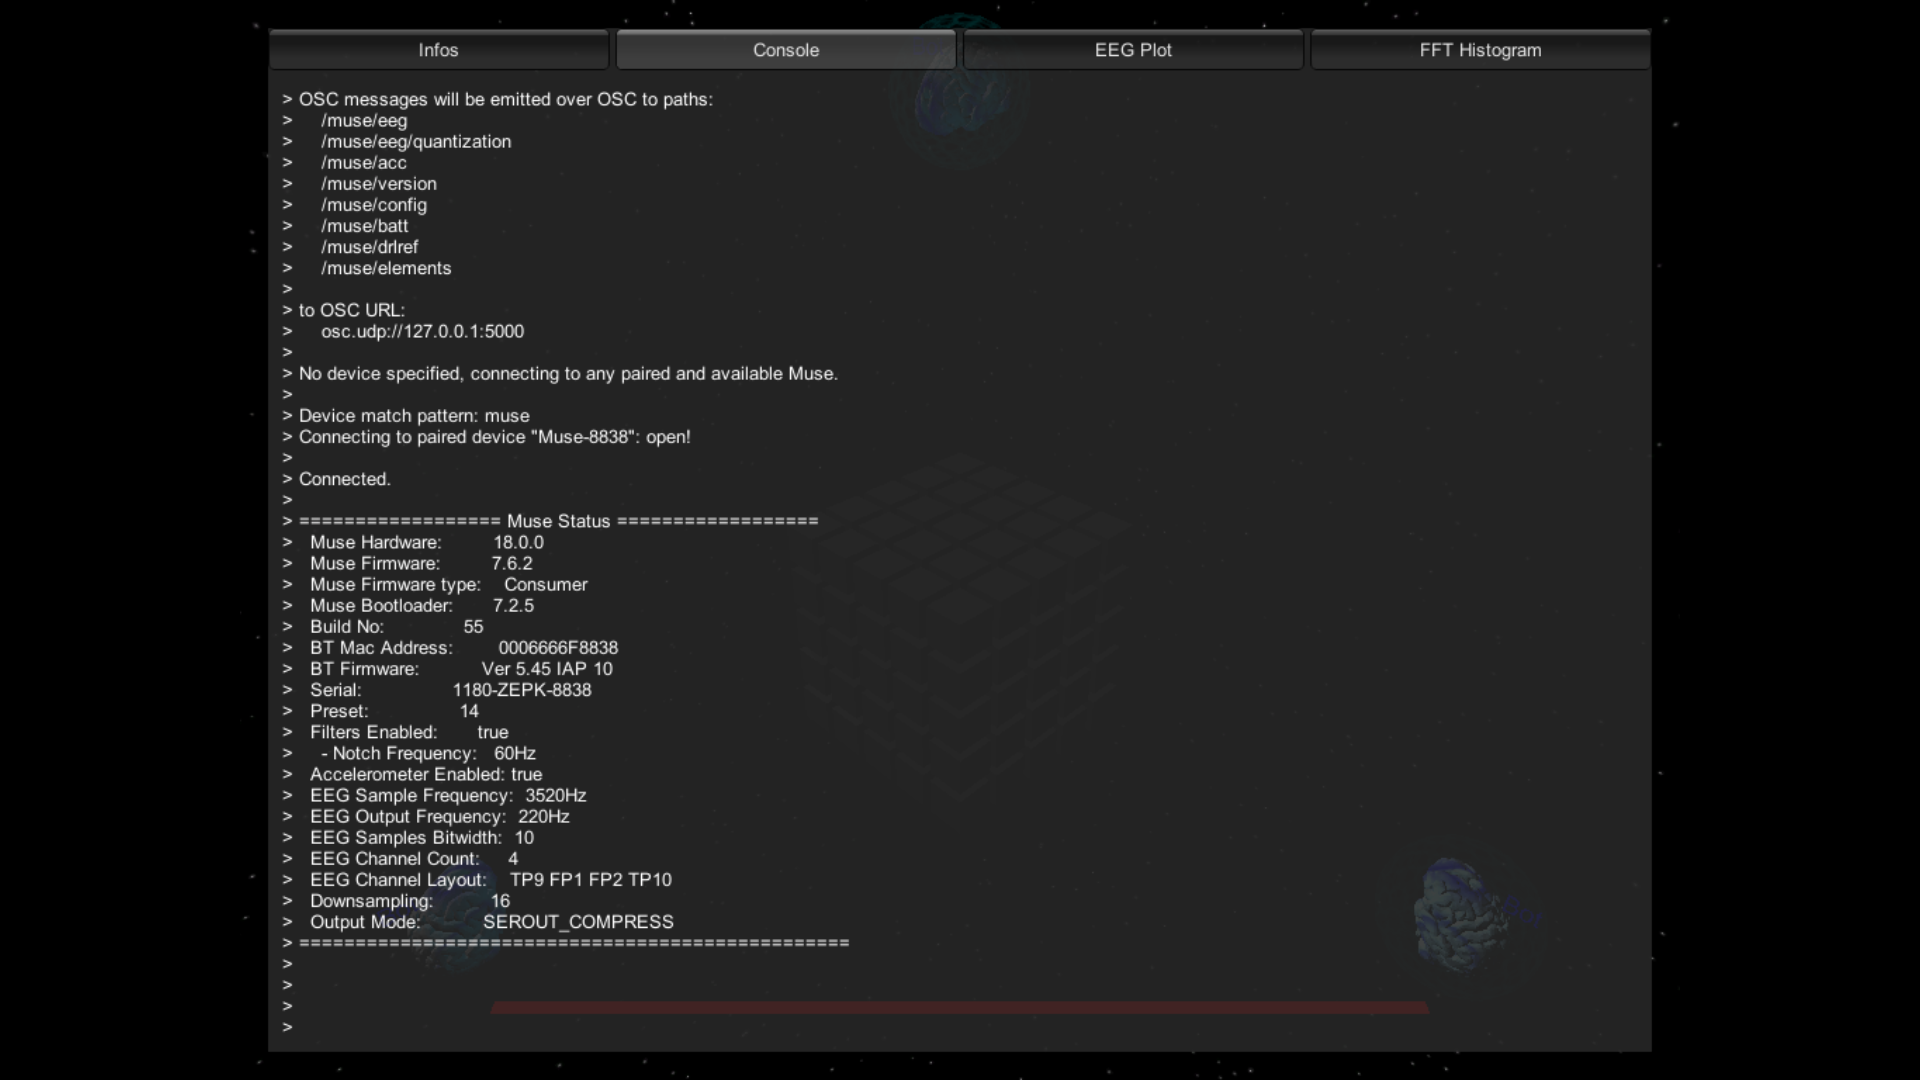 Infos
Console
EEG Plot
FFT Histogram
> OSC messages will be emitted over OSC to paths:
> /muse/eeg
> /muse/eeg/quantization
> /muse/acc
> /muse/version
> /muse/config
> /muse/batt
> /muse/drlref
> /muse/elements
>
> to OSC URL:
> osc.udp://127.0.0.1:5000
>
> No device specified, connecting to any paired and available Muse.
>
> Device match pattern: muse
> Connecting to paired device "Muse-8838": open!
>
> Connected.
>
> ================== Muse Status ==================
> Muse Hardware: 18.0.0
> Muse Firmware: 7.6.2
> Muse Firmware type: Consumer
> Muse Bootloader: 7.2.5
> Build No: 55
> BT Mac Address: 0006666F8838
> BT Firmware: Ver 5.45 IAP 10
> Serial: 1180-ZEPK-8838
> Preset: 14
> Filters Enabled: true
> - Notch Frequency: 60Hz
> Accelerometer Enabled: true
> EEG Sample Frequency: 3520Hz
> EEG Output Frequency: 220Hz
> EEG Samples Bitwidth: 10
> EEG Channel Count: 4
> EEG Channel Layout: TP9 FP1 FP2 TP10
> Downsampling: 16
> Output Mode: SEROUT_COMPRESS
> =================================================
>
>
>
>